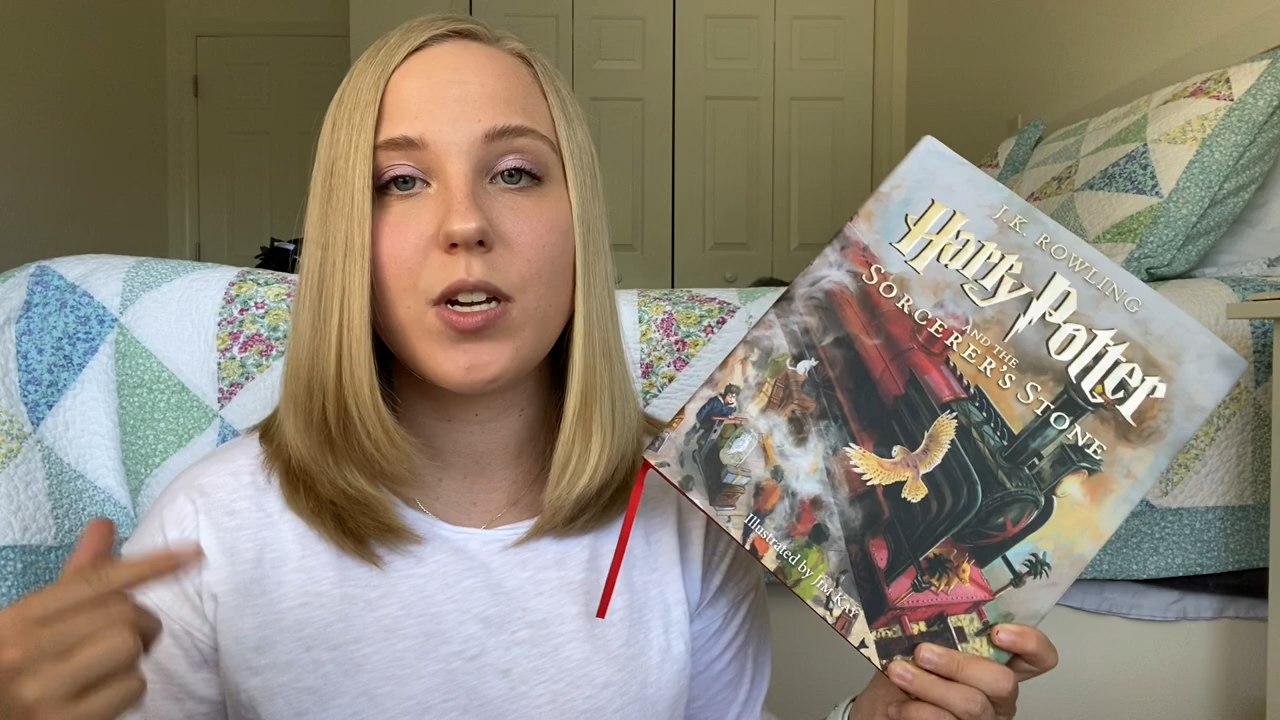 J.K. ROWLING
Harry Potter
AND THE
SORCERER'S STONE
Illustrated by JIM KAY